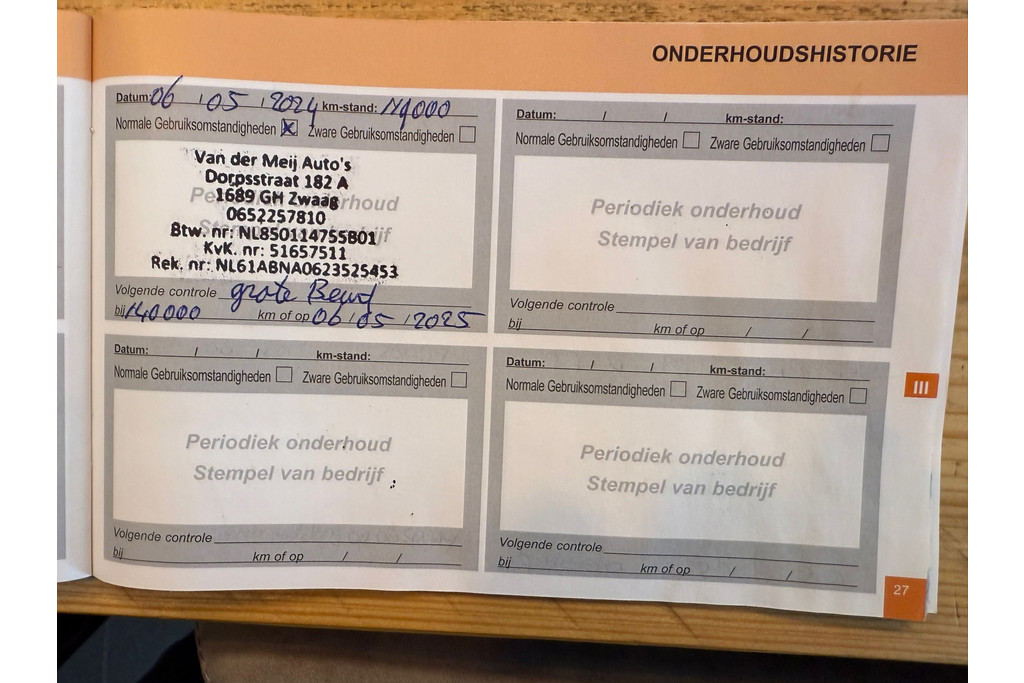 ONDERHOUDSHISTORIE
Datum: 06 / 05 / 2024 km-stand:
Normale Gebruiksomstandigheden X Zware Gebruiksomstandigheden
Periodiek onderhoud
Stempel van bedrijf
Van der Meij Auto's
Dorpsstraat 182 A
1689 GH Zwaag
0652257810
Btw. nr: NL850114755B01
KvK. nr: 51657511
Rek. nr: NL61ABNA0623525453
Volgende controle grote Beurt
bij 140000 km of op 06 / 05 / 2025
Datum: / / km-stand:
Normale Gebruiksomstandigheden Zware Gebruiksomstandigheden
Periodiek onderhoud
Stempel van bedrijf
Volgende controle
bij km of op / /
Datum: / / km-stand:
Normale Gebruiksomstandigheden Zware Gebruiksomstandigheden
Periodiek onderhoud
Stempel van bedrijf
Volgende controle
bij km of op / /
Datum: / / km-stand:
Normale Gebruiksomstandigheden Zware Gebruiksomstandigheden
Periodiek onderhoud
Stempel van bedrijf
Volgende controle
bij km of op / /
III
27